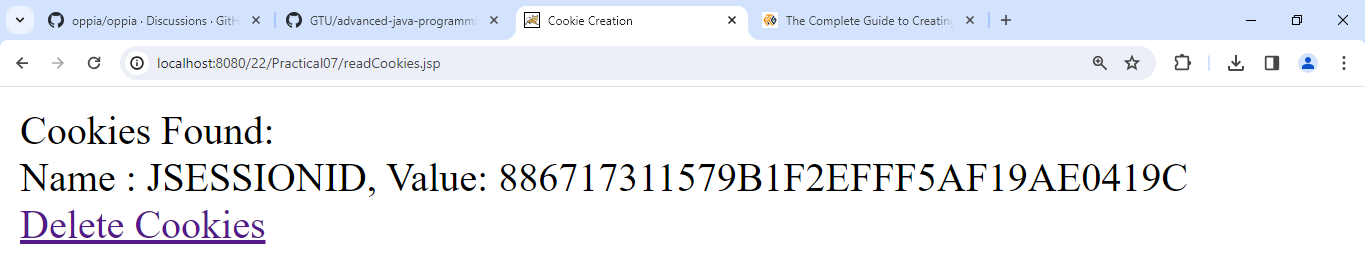 oppia/oppia · Discussions · GitH
GTU/advanced-java-programm
Cookie Creation
The Complete Guide to Creating
localhost:8080/22/Practical07/readCookies.jsp
Cookies Found:
Name : JSESSIONID, Value: 886717311579B1F2EFFF5AF19AE0419C
Delete Cookies